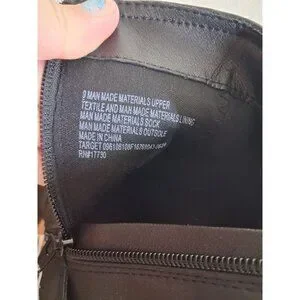 9 MAN MADE MATERIALS UPPER
TEXTILE AND MAN MADE MATERIALS LINING
MAN MADE MATERIALS SOCK
MAN MADE MATERIALS OUTSOLE
MADE IN CHINA
TARGET
RN#17730